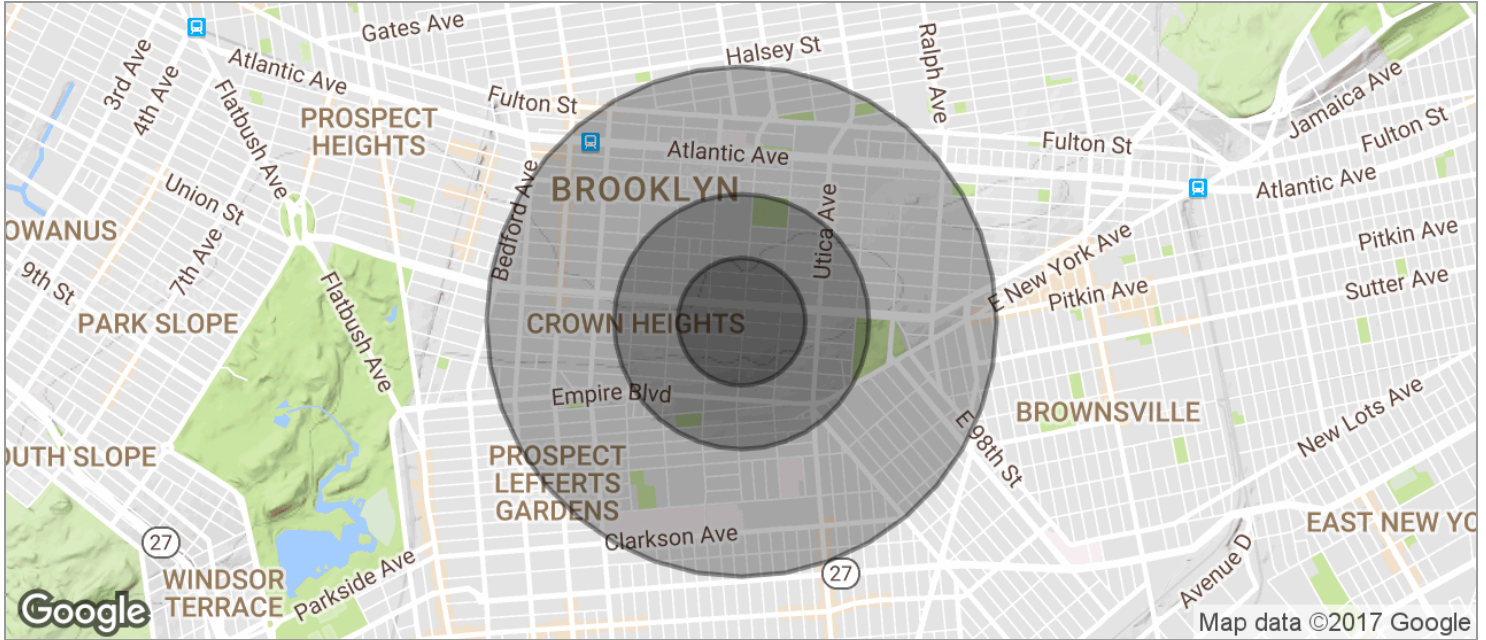 Gates Ave
Halsey St
Ralph Ave
3rd Ave
4th Ave
Atlantic Ave
Flatbush Ave
Fulton St
Jamaica Ave
PROSPECT
HEIGHTS
Fulton St
Fulton St
Atlantic Ave
Atlantic Ave
Union St
BROOKLYN
Bedford Ave
Utica Ave
OWANUS
7th Ave
E New York Ave
Pitkin Ave
9th St
Flatbush Ave
Pitkin Ave
Sutter Ave
PARK SLOPE
CROWN HEIGHTS
Empire Blvd
BROWNSVILLE
New Lots Ave
E 98th St
OUTH SLOPE
PROSPECT
LEFFERTS
GARDENS
27
Clarkson Ave
EAST NEW YO
WINDSOR
TERRACE
Parkside Ave
27
Avenue D
Google
Map data ©2017 Google